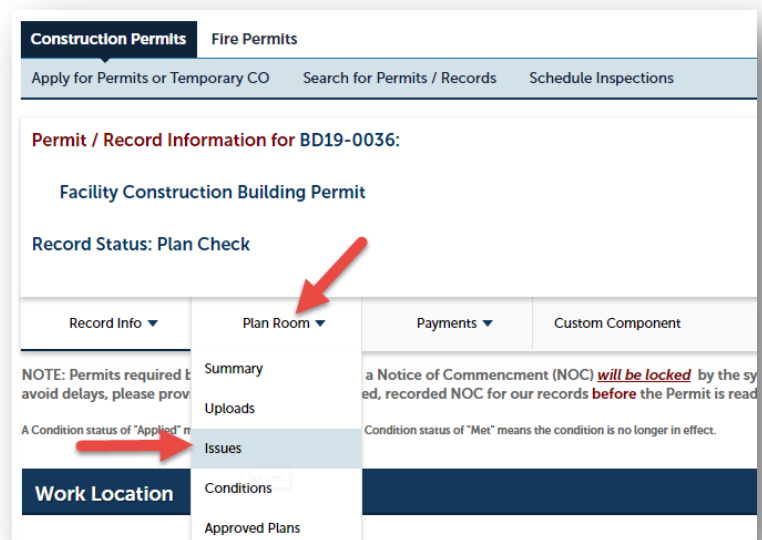 Construction Permits Fire Permits
Apply for Permits or Temporary CO Search for Permits / Records Schedule Inspections
Permit / Record Information for BD19-0036:
Facility Construction Building Permit
Record Status: Plan Check
Record Info Plan Room Payments Custom Component
Summary
NOTE: Permits required a Notice of Commencment (NOC) will be locked by the
avoid delays, please ed, recorded NOC for our records before the Permit is
Uploads
A Condition status of "Applied" Condition status of "Met" means the condition is no longer in effect.
Issues
Conditions
Work Location
Approved Plans